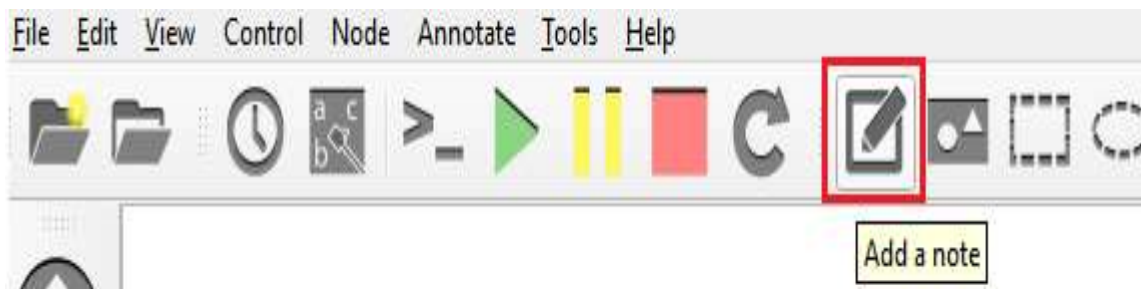 File Edit View Control Node Annotate Tools Help
a c
b
>_
Add a note